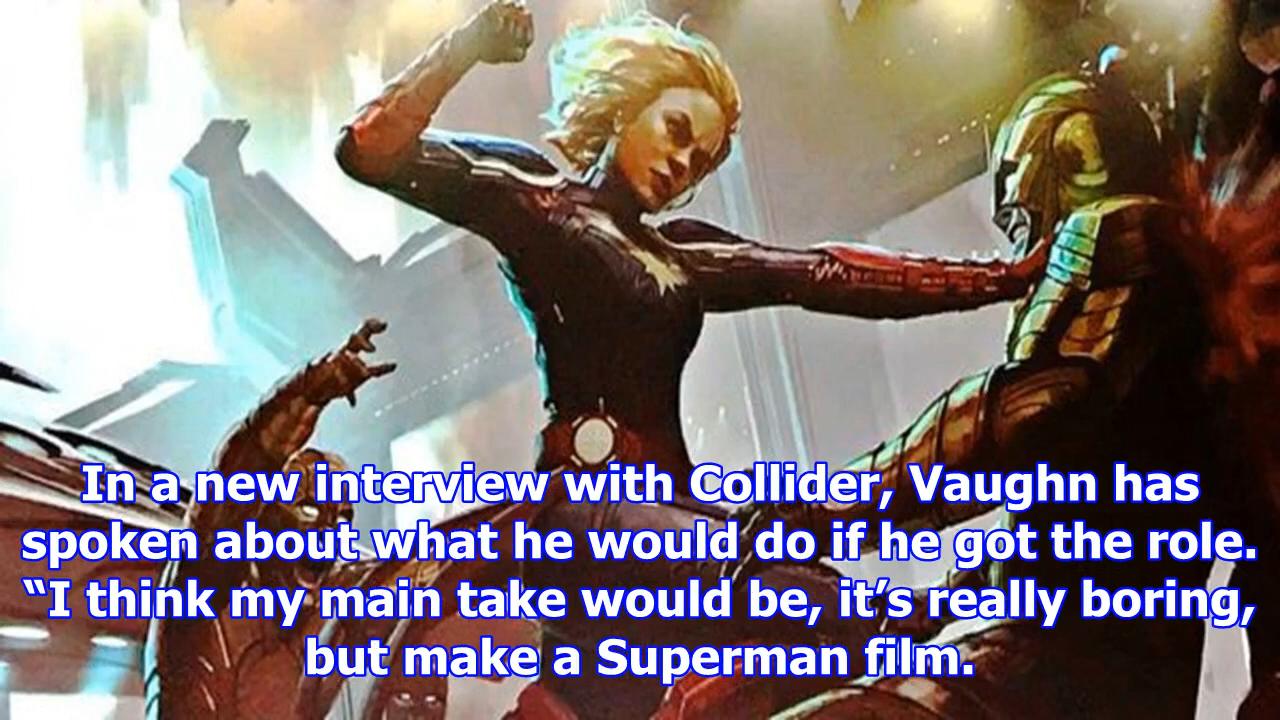 In a new interview with Collider, Vaughn has
spoken about what he would do if he got the role.
“I think my main take would be, it’s really boring,
but make a Superman film.